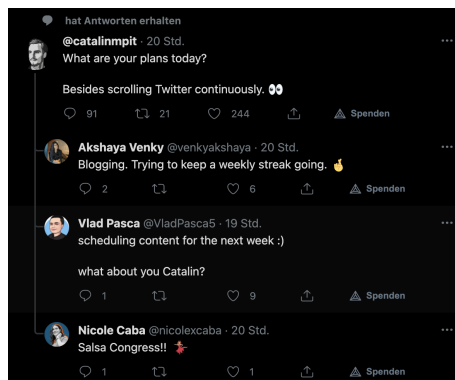 hat Antworten erhalten
@catalinmpit · 20 Std.
What are your plans today?
Besides scrolling Twitter continuously. 👀
91 21 244 Spenden
Akshaya Venky @venkyakshaya · 20 Std.
Blogging. Trying to keep a weekly streak going. 🤞
2 6 Spenden
Vlad Pasca @VladPasca5 · 19 Std.
scheduling content for the next week :)
what about you Catalin?
1 9 Spenden
Nicole Caba @nicolexcaba · 20 Std.
Salsa Congress!! 💃
1 1 Spenden